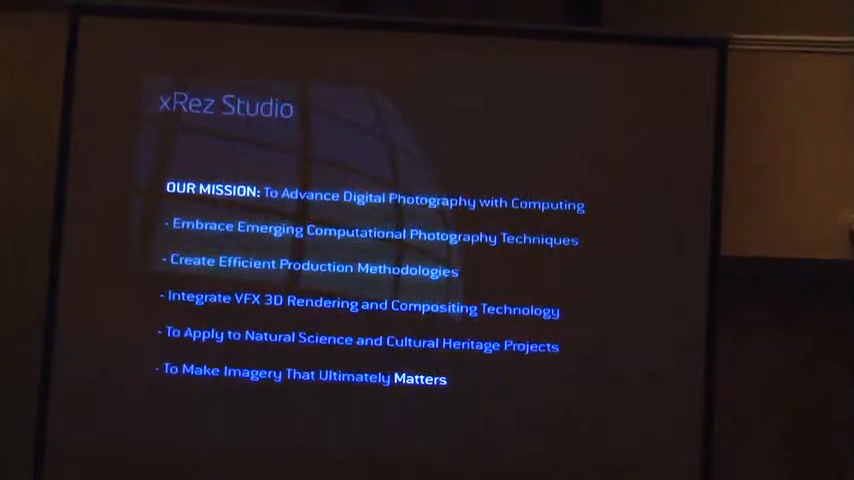 xRez Studio
OUR MISSION: To Advance Digital Photography with Computing
- Embrace Emerging Computational Photography Techniques
- Create Efficient Production Methodologies
- Integrate VFX 3D Rendering and Compositing Technology
- To Apply to Natural Science and Cultural Heritage Projects
- To Make Imagery That Ultimately Matters